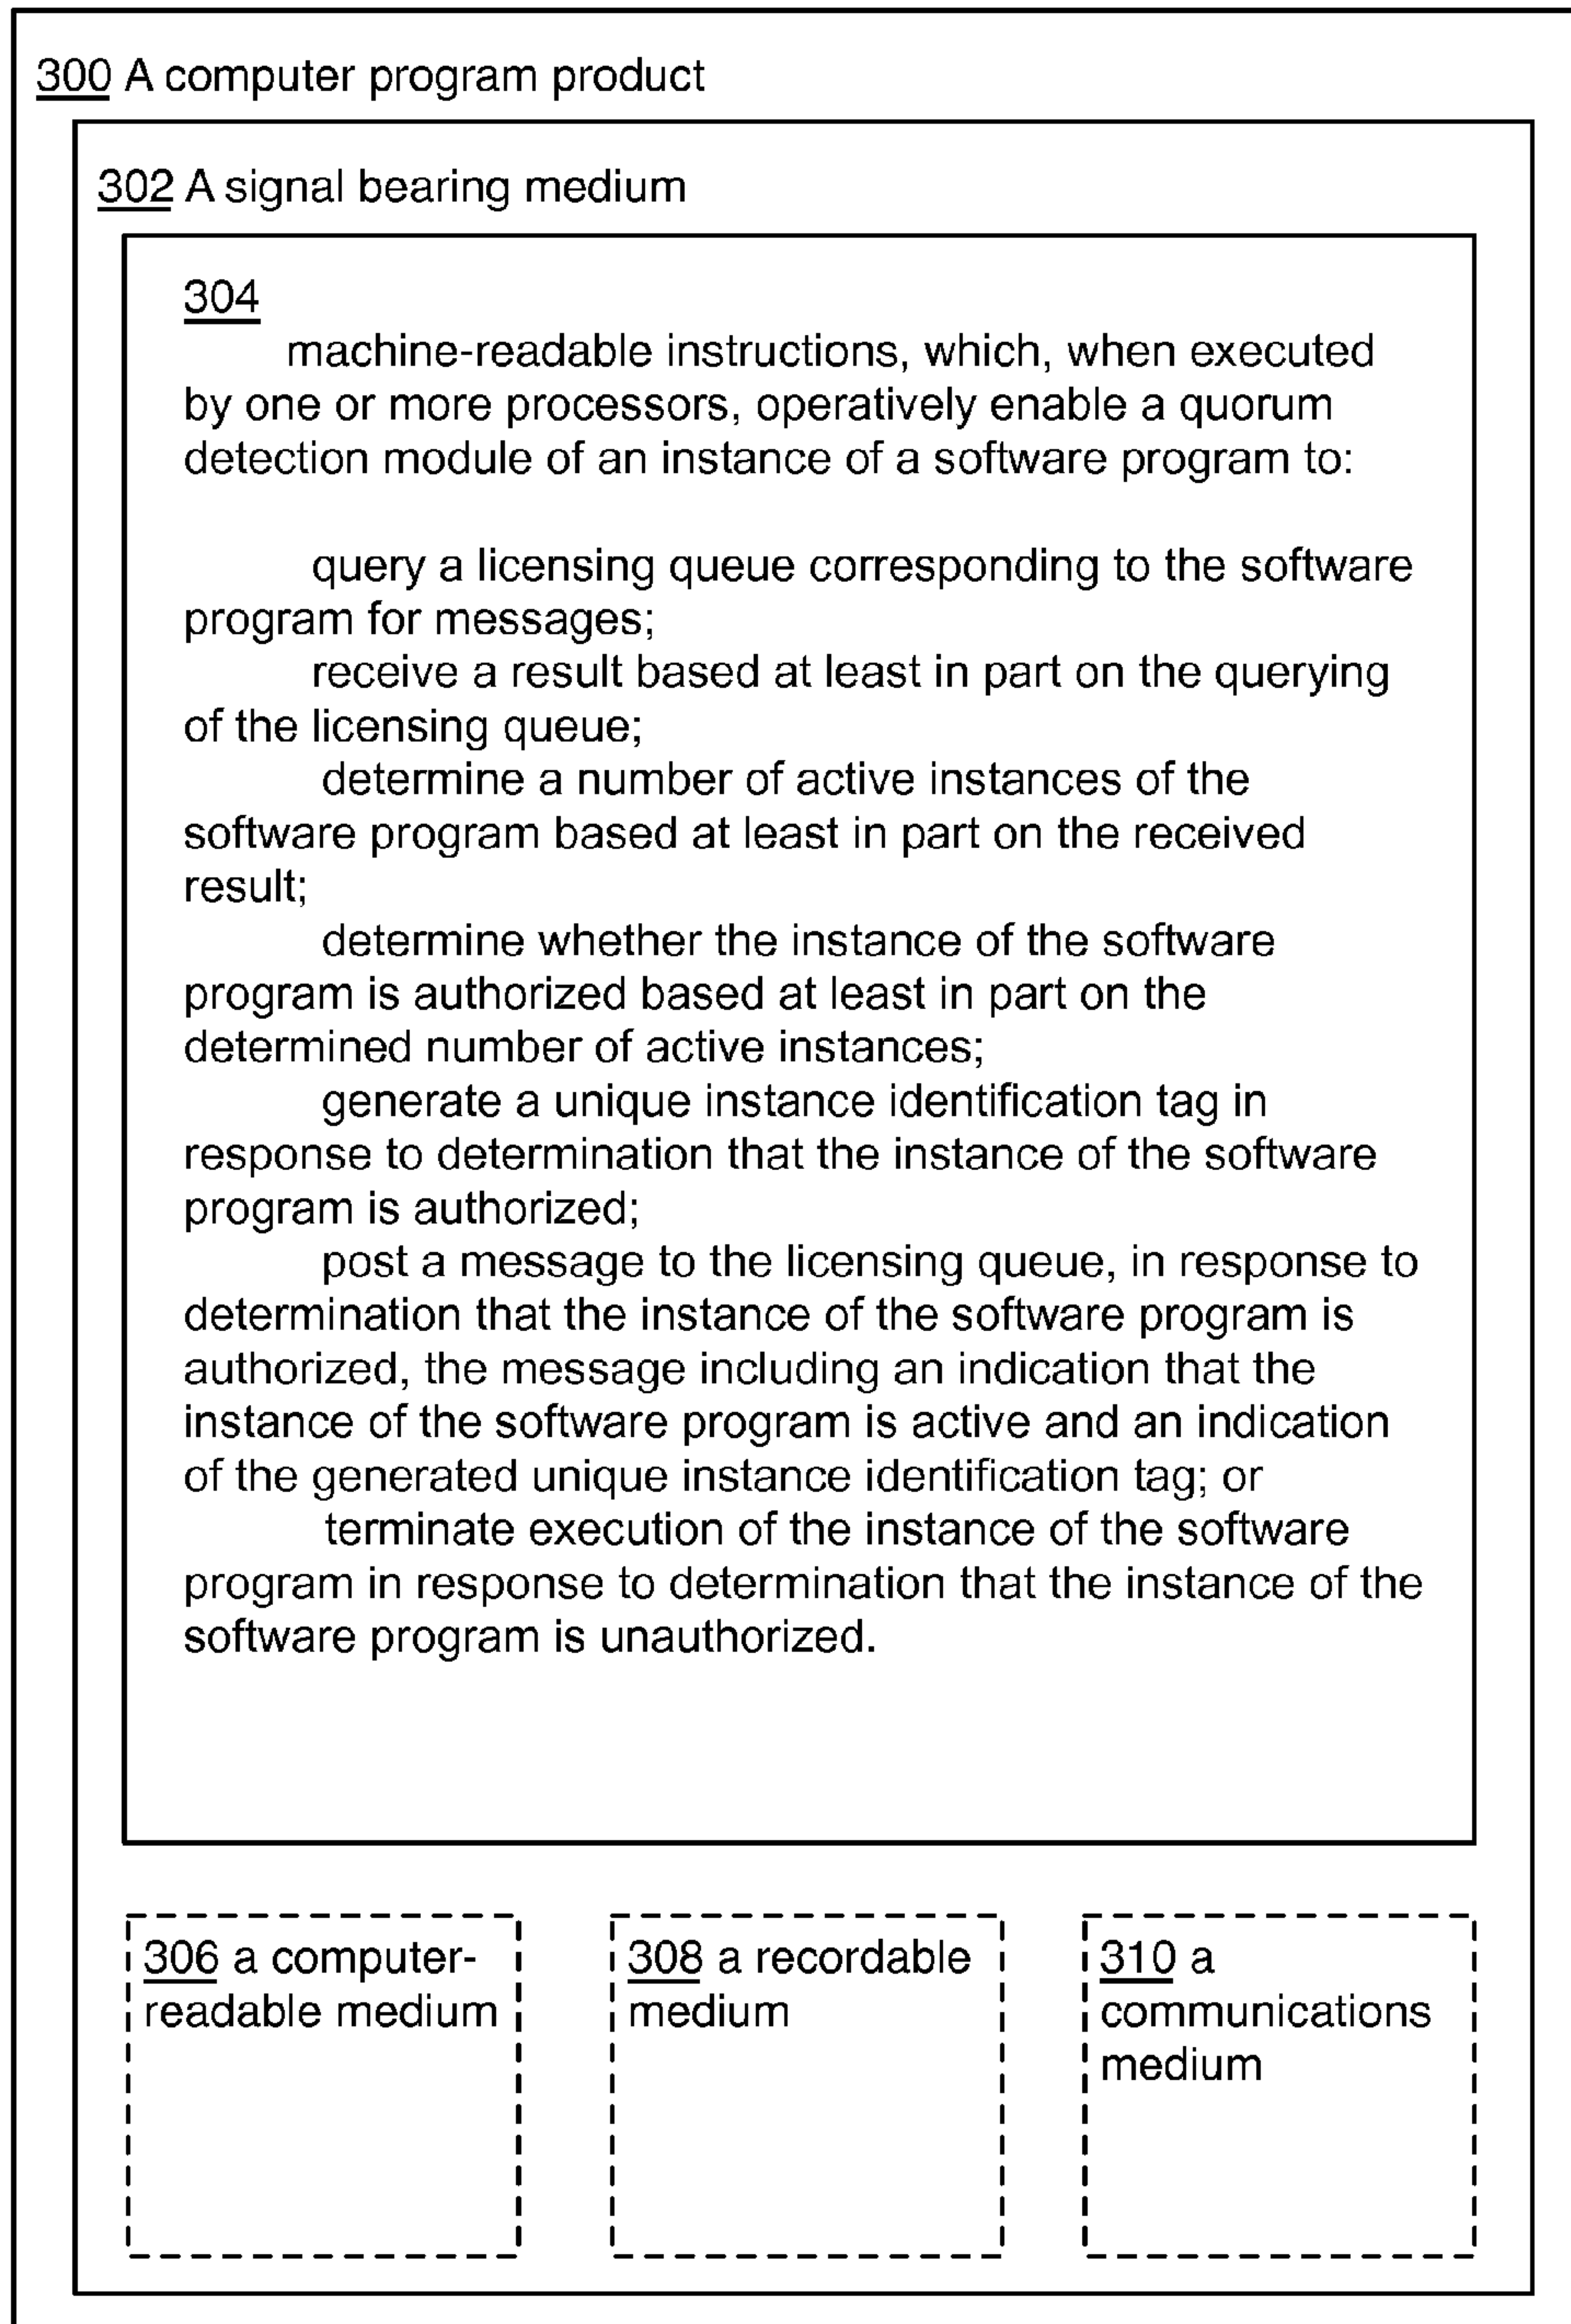 300 A computer program product
302 A signal bearing medium
304
machine-readable instructions, which, when executed
by one or more processors, operatively enable a quorum
detection module of an instance of a software program to:
query a licensing queue corresponding to the software
program for messages;
receive a result based at least in part on the querying
of the licensing queue;
determine a number of active instances of the
software program based at least in part on the received
result;
determine whether the instance of the software
program is authorized based at least in part on the
determined number of active instances;
generate a unique instance identification tag in
response to determination that the instance of the software
program is authorized;
post a message to the licensing queue, in response to
determination that the instance of the software program is
authorized, the message including an indication that the
instance of the software program is active and an indication
of the generated unique instance identification tag; or
terminate execution of the instance of the software
program in response to determination that the instance of the
software program is unauthorized.
306 a computer-
readable medium
308 a recordable
medium
310 a
communications
medium